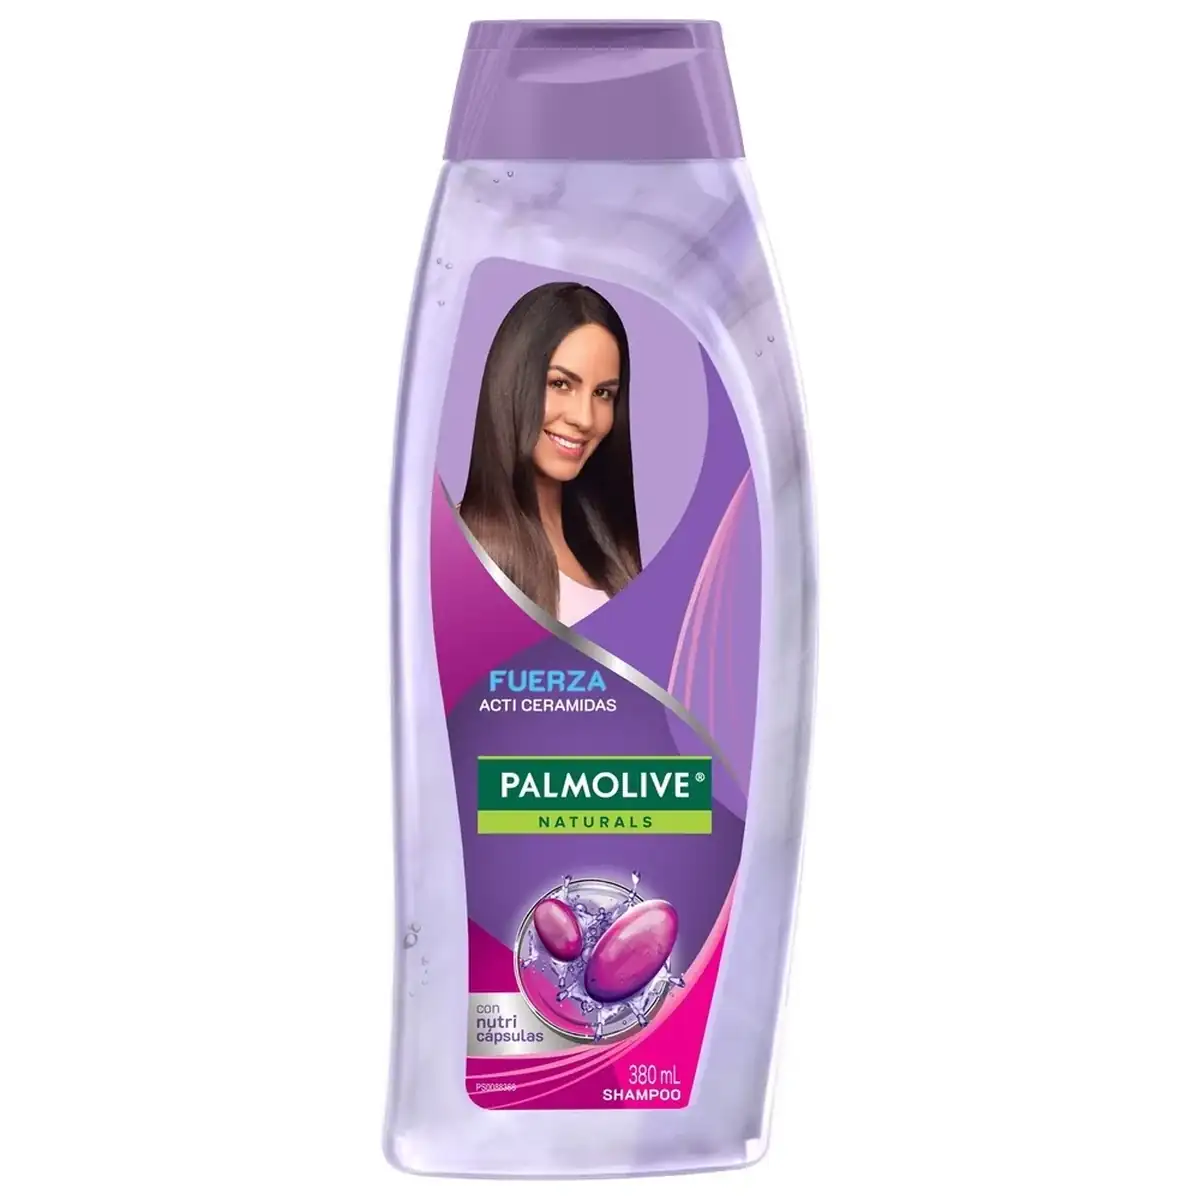 FUERZA
ACTI CERAMIDAS
PALMOLIVE®
NATURALS
con
nutri
cápsulas
380 mL
SHAMPOO